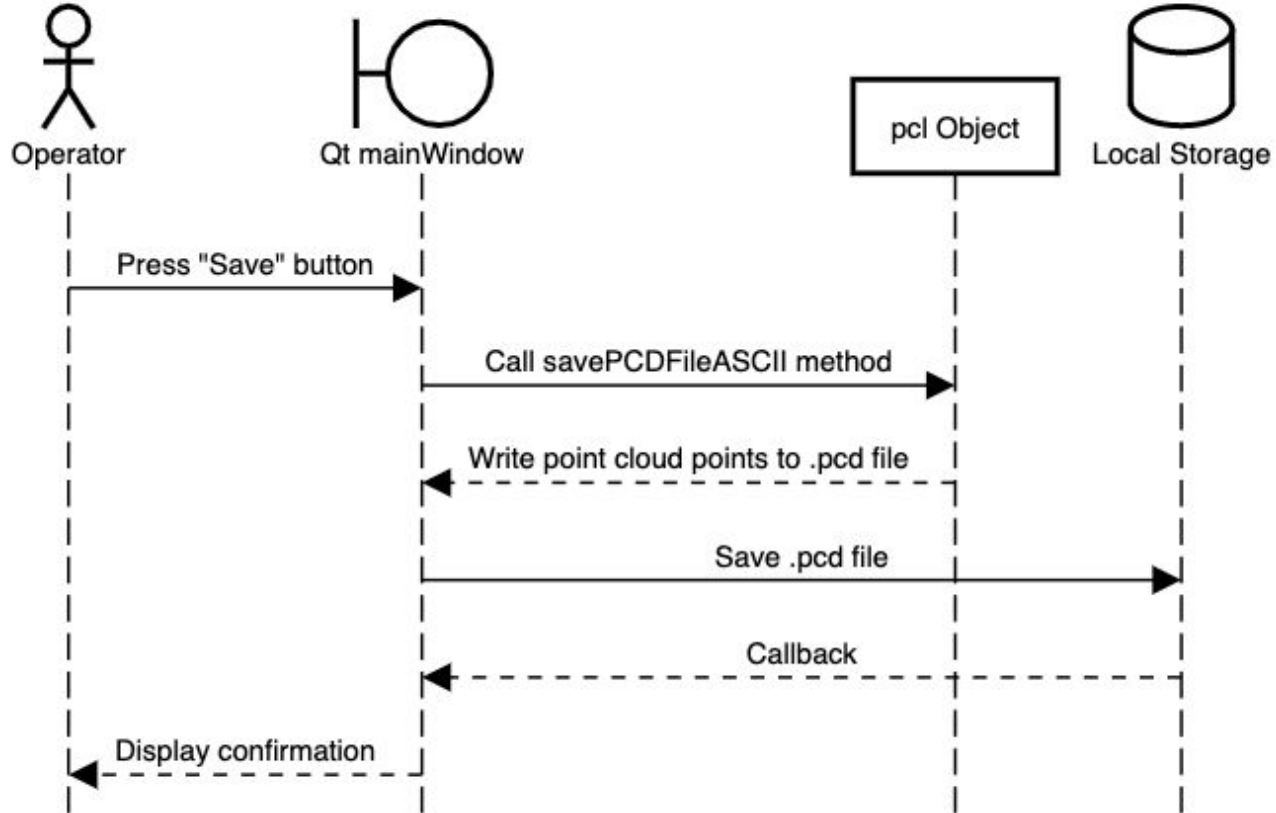 Operator
Qt mainWindow
pcl Object
Local Storage
Press "Save" button
Call savePCDFileASCII method
Write point cloud points to .pcd file
Save .pcd file
Callback
Display confirmation